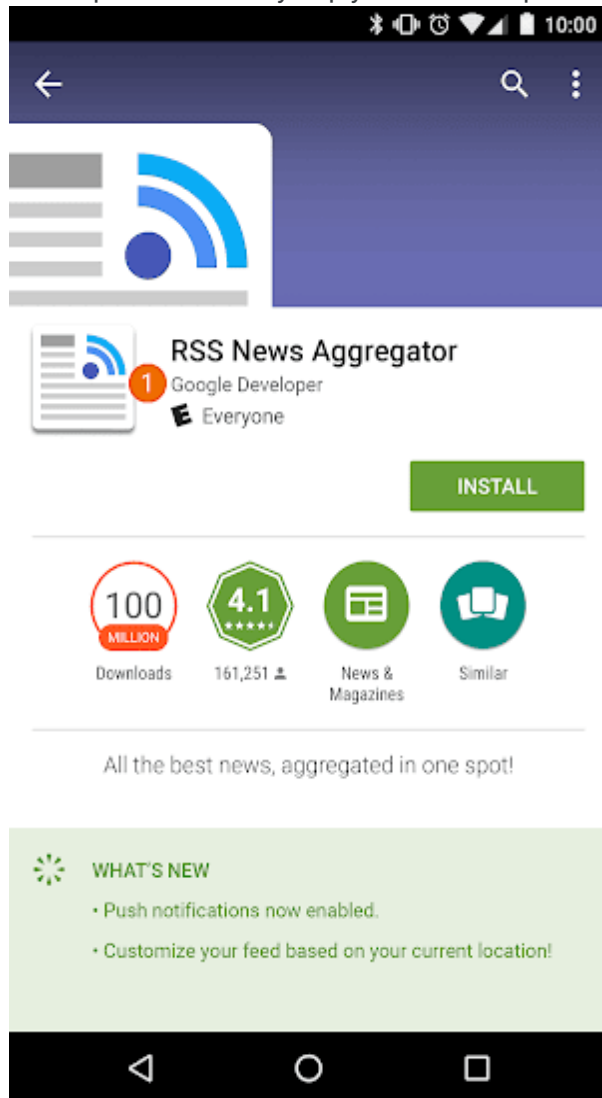 10:00
RSS News Aggregator
1
Google Developer
E Everyone
INSTALL
100
MILLION
4.1
Downloads
161,251
News &
Magazines
Similar
All the best news, aggregated in one spot!
WHAT'S NEW
• Push notifications now enabled.
• Customize your feed based on your current location!